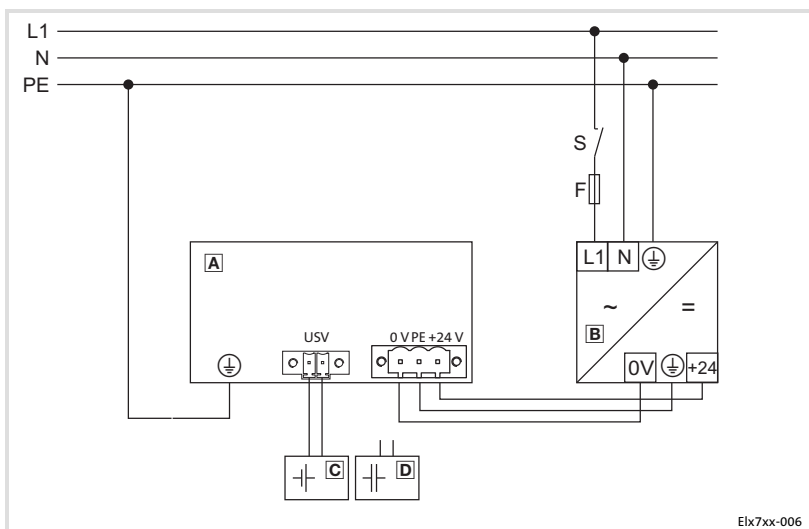 L1
N
PE
S
F
A
L1 N
~ =
B
USV
0 V PE +24 V
0V +24
C
D
Elx7xx-006